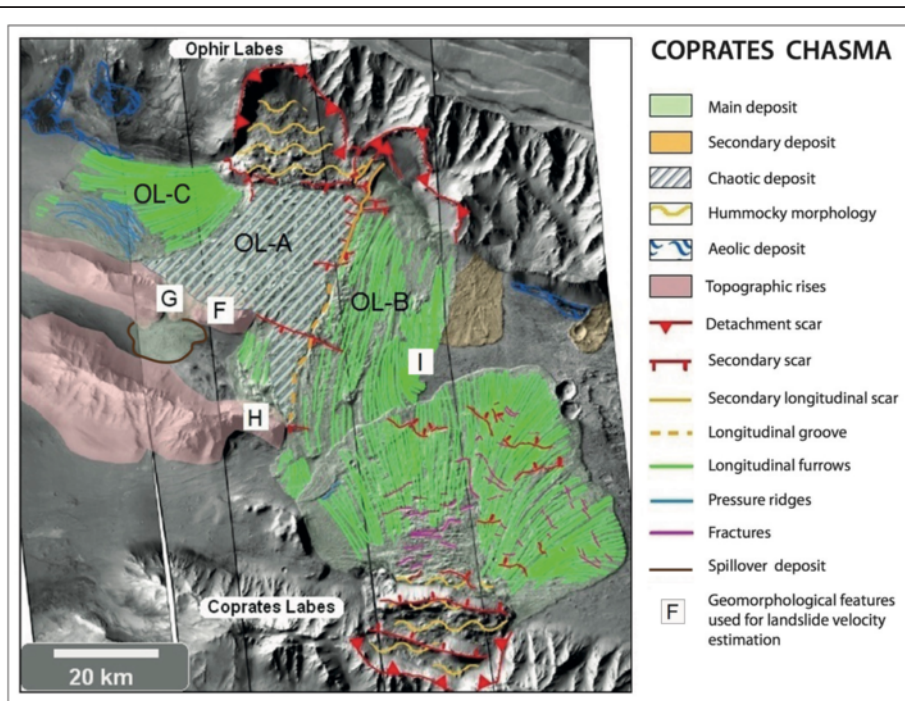 Ophir Labes
OL-C
OL-A
OL-B
G
F
I
H
Coprates Labes
20 km
COPRATES CHASMA
Main deposit
Secondary deposit
Chaotic deposit
Hummocky morphology
Aeolic deposit
Topographic rises
Detachment scar
Secondary scar
Secondary longitudinal scar
Longitudinal groove
Longitudinal furrows
Pressure ridges
Fractures
Spillover deposit
F
Geomorphological features
used for landslide velocity
estimation